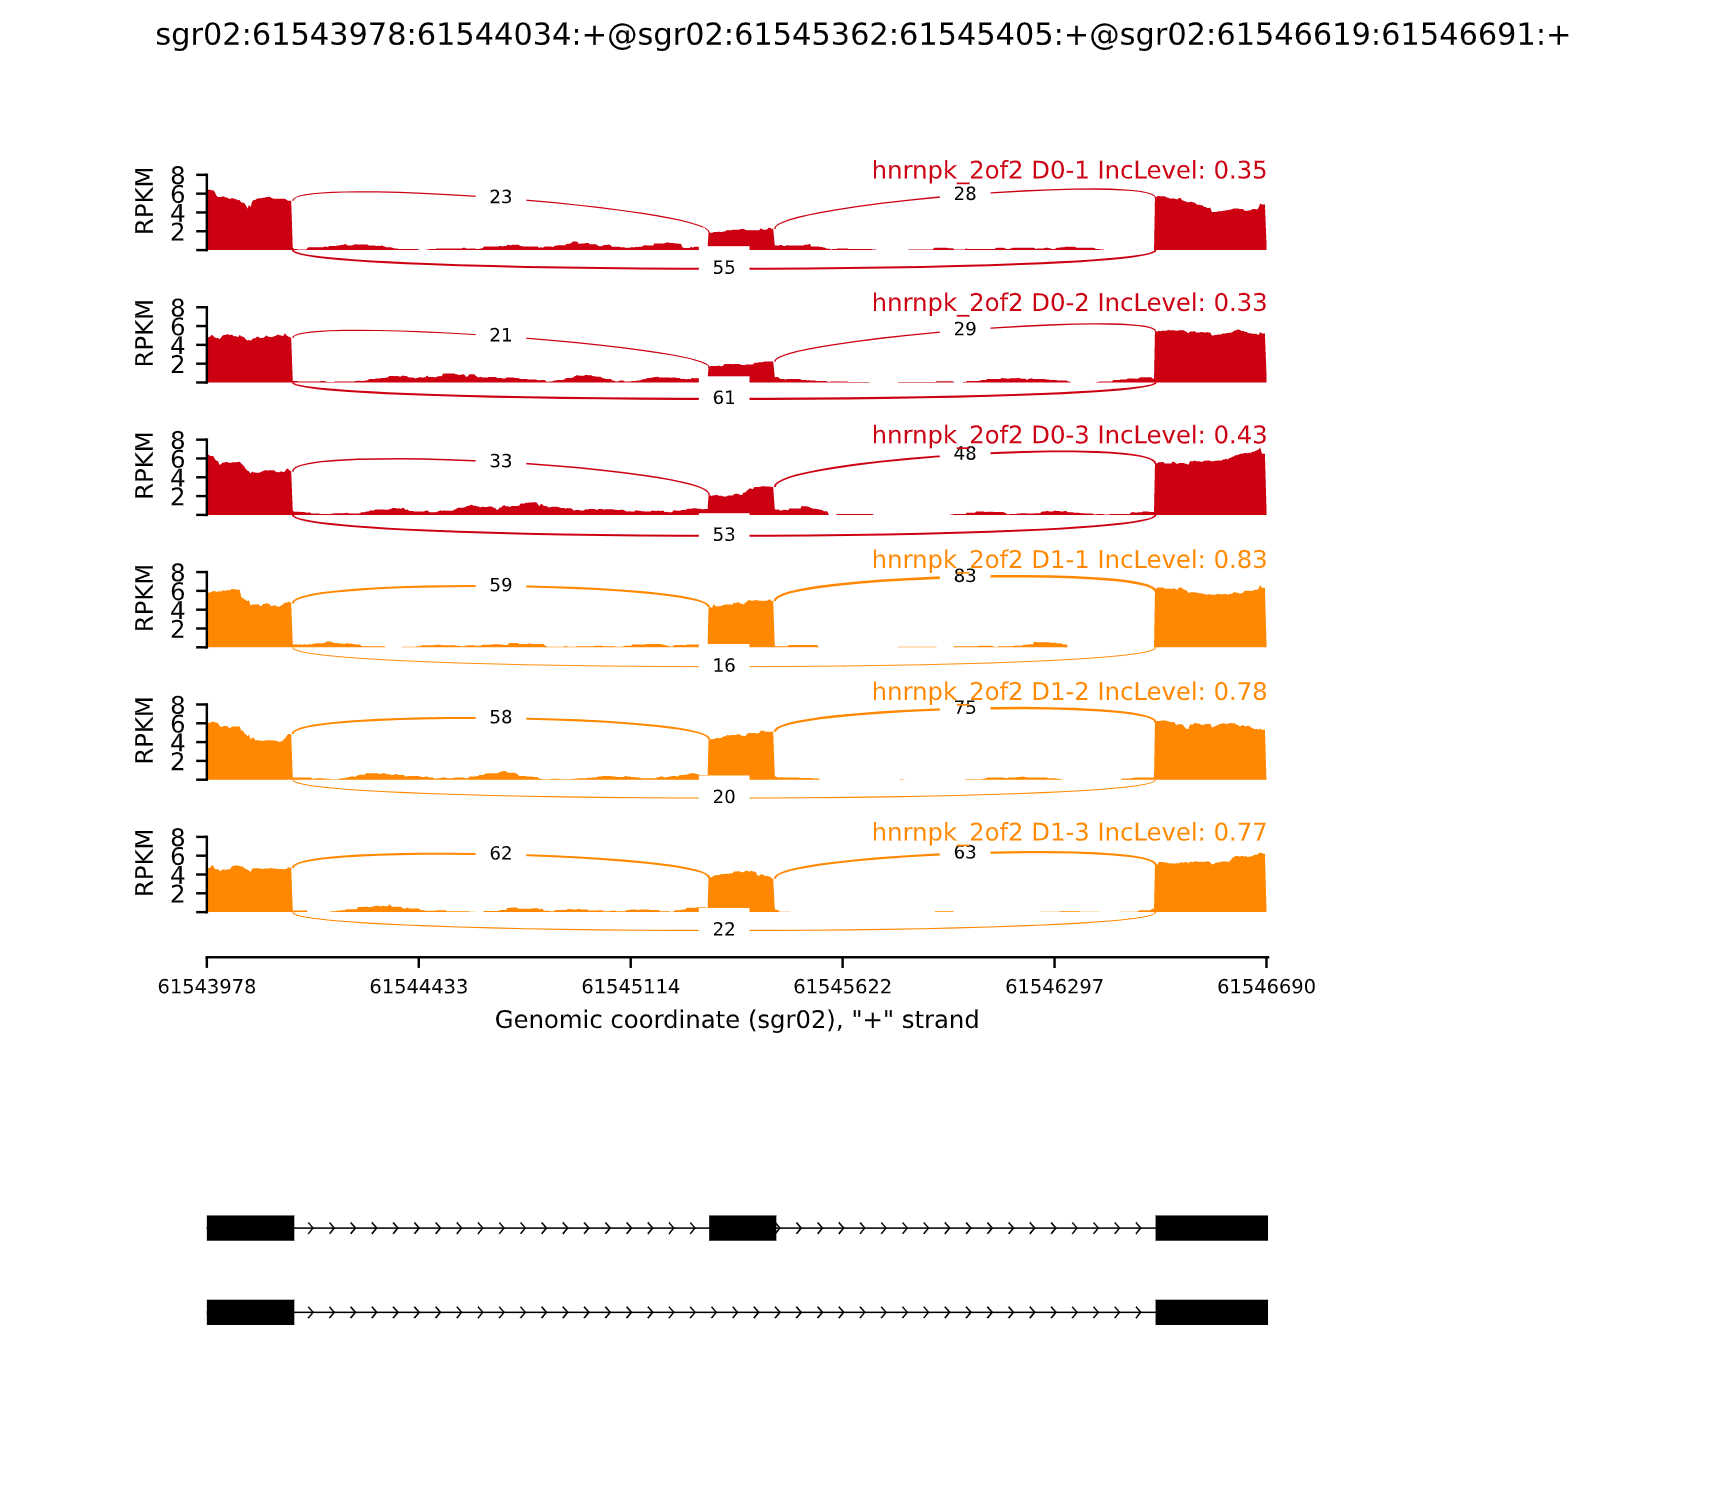 sgr02:61543978:61544034:+@sgr02:61545362:61545405:+@sgr02:61546619:61546691:+
hnrnpk_2of2 D0-1 IncLevel: 0.35
RPKM
8
6
4
2
23
28
55
hnrnpk_2of2 D0-2 IncLevel: 0.33
RPKM
8
6
4
2
21
29
61
hnrnpk_2of2 D0-3 IncLevel: 0.43
RPKM
8
6
4
2
33
48
53
hnrnpk_2of2 D1-1 IncLevel: 0.83
RPKM
8
6
4
2
59
83
16
hnrnpk_2of2 D1-2 IncLevel: 0.78
RPKM
8
6
4
2
58
75
20
hnrnpk_2of2 D1-3 IncLevel: 0.77
RPKM
8
6
4
2
62
63
22
61543978 61544433 61545114 61545622 61546297 61546690
Genomic coordinate (sgr02), "+" strand